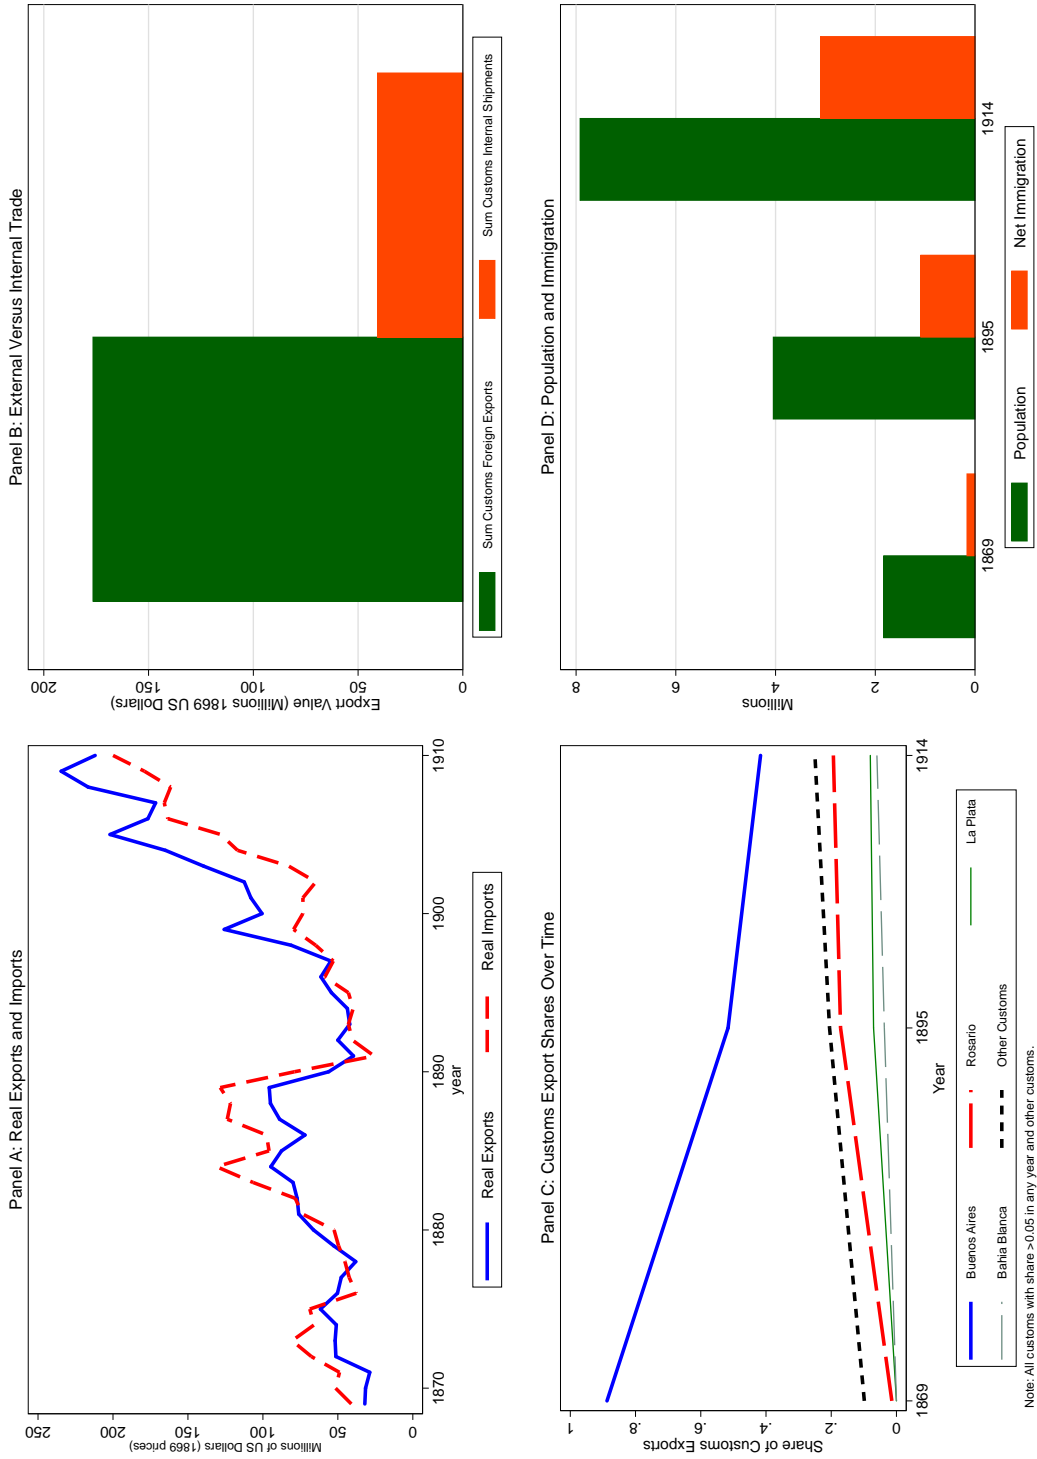 Panel A: Real Exports and Imports
Millions of US Dollars (1869 prices)
0 50 100 150 200 250
1870 1880 1890 1900 1910
year
Real Exports Real Imports
Panel B: External Versus Internal Trade
Export Value (Millions 1869 US Dollars)
0 50 100 150 200
Sum Customs Foreign Exports Sum Customs Internal Shipments
Panel C: Customs Export Shares Over Time
Share of Customs Exports
0 .2 .4 .6 .8 1
1869 1895 1914
Year
Buenos Aires Rosario La Plata
Bahia Blanca Other Customs
Note: All customs with share >0.05 in any year and other customs.
Panel D: Population and Immigration
Millions
0 2 4 6 8
1869 1895 1914
Population Net Immigration